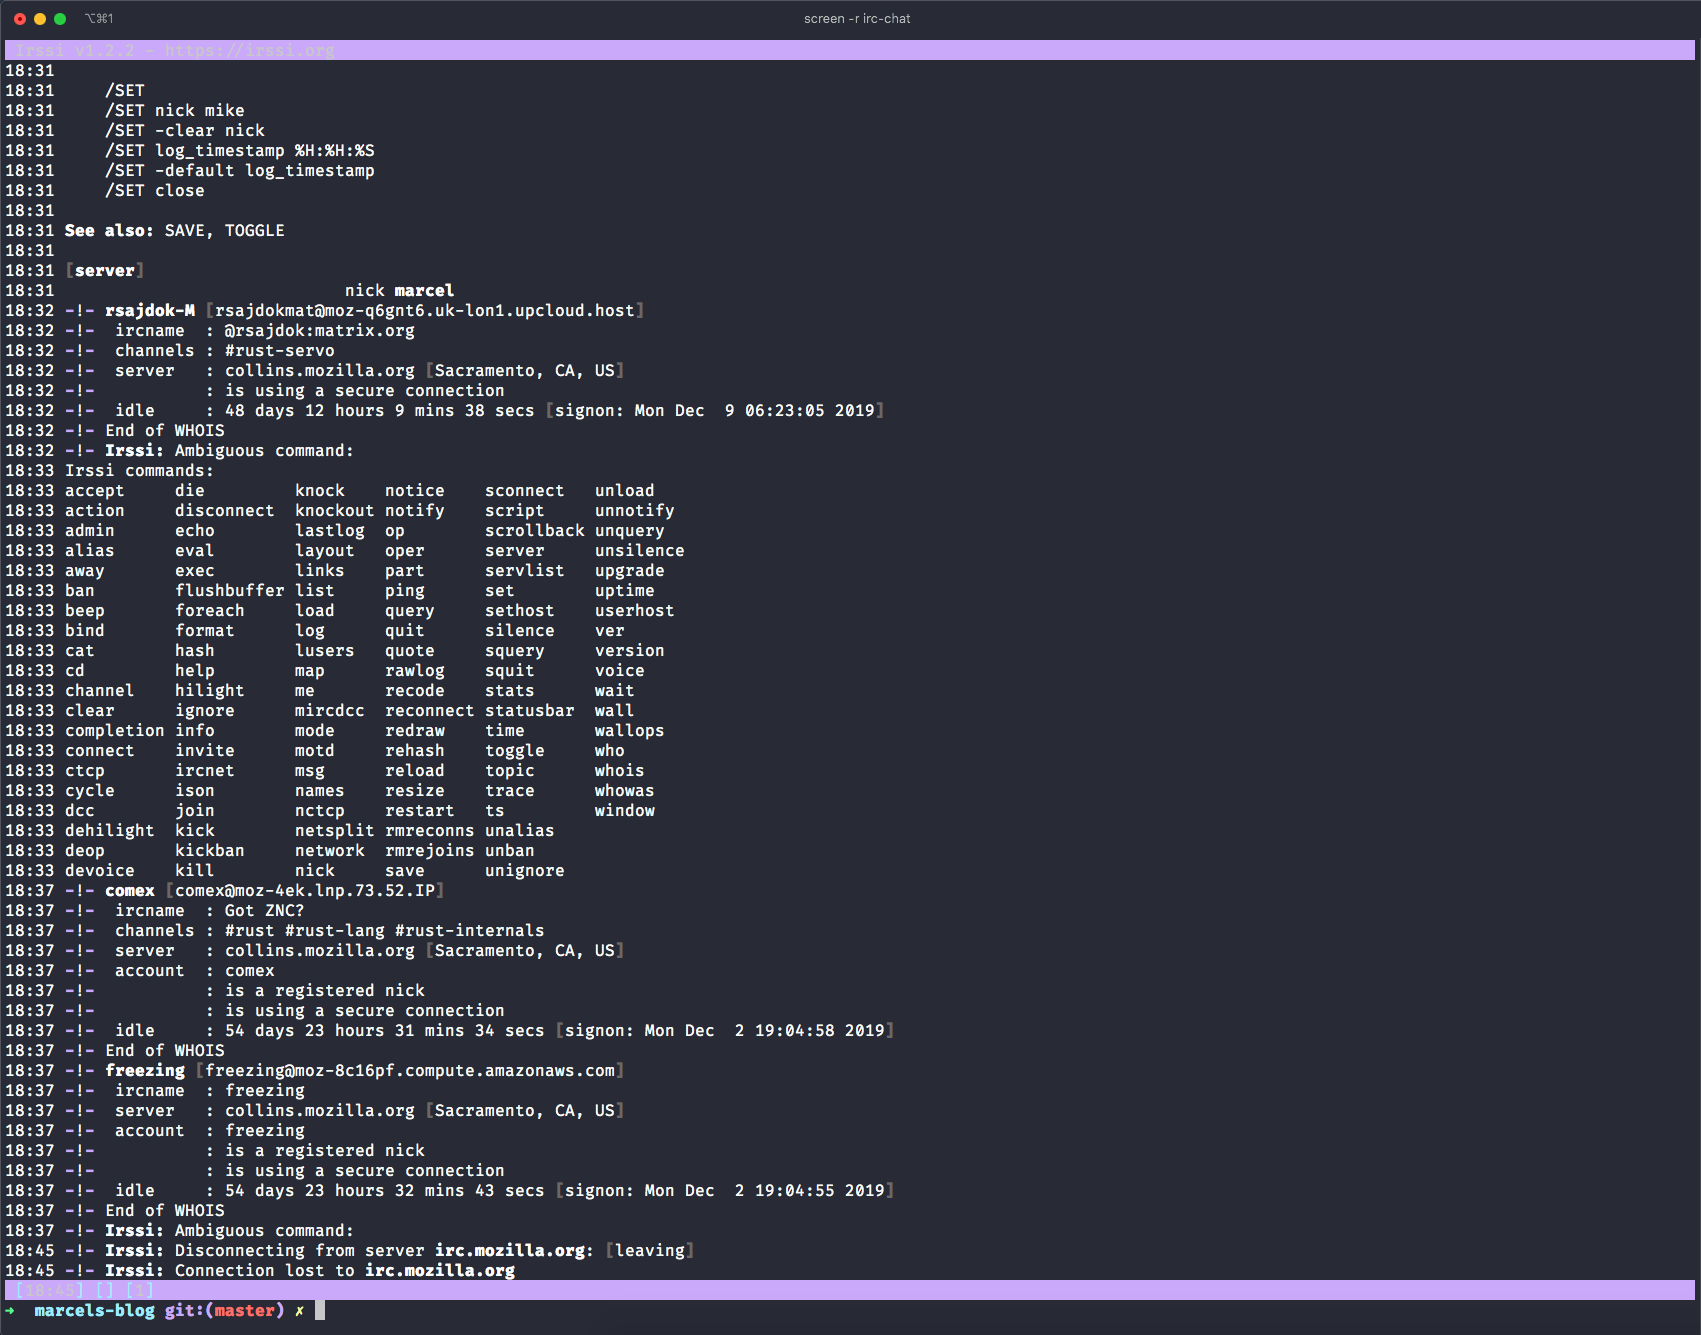 ⌥⌘1 screen -r irc-chat
Irssi v1.2.2 - https://irssi.org
18:31
18:31     /SET
18:31     /SET nick mike
18:31     /SET -clear nick
18:31     /SET log_timestamp %H:%H:%S
18:31     /SET -default log_timestamp
18:31     /SET close
18:31
18:31 See also: SAVE, TOGGLE
18:31
18:31 [server]
18:31                             nick marcel
18:32 -!- rsajdok-M [rsajdokmat@moz-q6gnt6.uk-lon1.upcloud.host]
18:32 -!-  ircname  : @rsajdok:matrix.org
18:32 -!-  channels : #rust-servo
18:32 -!-  server   : collins.mozilla.org [Sacramento, CA, US]
18:32 -!-           : is using a secure connection
18:32 -!-  idle     : 48 days 12 hours 9 mins 38 secs [signon: Mon Dec  9 06:23:05 2019]
18:32 -!- End of WHOIS
18:32 -!- Irssi: Ambiguous command:
18:33 Irssi commands:
18:33 accept     die         knock    notice    sconnect   unload
18:33 action     disconnect  knockout notify    script     unnotify
18:33 admin      echo        lastlog  op        scrollback unquery
18:33 alias      eval        layout   oper      server     unsilence
18:33 away       exec        links    part      servlist   upgrade
18:33 ban        flushbuffer list     ping      set        uptime
18:33 beep       foreach     load     query     sethost    userhost
18:33 bind       format      log      quit      silence    ver
18:33 cat        hash        lusers   quote     squery     version
18:33 cd         help        map      rawlog    squit      voice
18:33 channel    hilight     me       recode    stats      wait
18:33 clear      ignore      mircdcc  reconnect statusbar  wall
18:33 completion info        mode     redraw    time       wallops
18:33 connect    invite      motd     rehash    toggle     who
18:33 ctcp       ircnet      msg      reload    topic      whois
18:33 cycle      ison        names    resize    trace      whowas
18:33 dcc        join        nctcp    restart   ts         window
18:33 dehilight  kick        netsplit rmreconns unalias
18:33 deop       kickban     network  rmrejoins unban
18:33 devoice    kill        nick     save      unignore
18:37 -!- comex [comex@moz-4ek.lnp.73.52.IP]
18:37 -!-  ircname  : Got ZNC?
18:37 -!-  channels : #rust #rust-lang #rust-internals
18:37 -!-  server   : collins.mozilla.org [Sacramento, CA, US]
18:37 -!-  account  : comex
18:37 -!-           : is a registered nick
18:37 -!-           : is using a secure connection
18:37 -!-  idle     : 54 days 23 hours 31 mins 34 secs [signon: Mon Dec  2 19:04:58 2019]
18:37 -!- End of WHOIS
18:37 -!- freezing [freezing@moz-8c16pf.compute.amazonaws.com]
18:37 -!-  ircname  : freezing
18:37 -!-  server   : collins.mozilla.org [Sacramento, CA, US]
18:37 -!-  account  : freezing
18:37 -!-           : is a registered nick
18:37 -!-           : is using a secure connection
18:37 -!-  idle     : 54 days 23 hours 32 mins 43 secs [signon: Mon Dec  2 19:04:55 2019]
18:37 -!- End of WHOIS
18:37 -!- Irssi: Ambiguous command:
18:45 -!- Irssi: Disconnecting from server irc.mozilla.org: [leaving]
18:45 -!- Irssi: Connection lost to irc.mozilla.org
[18:45] [] [1]
➜  marcels-blog git:(master) ✗